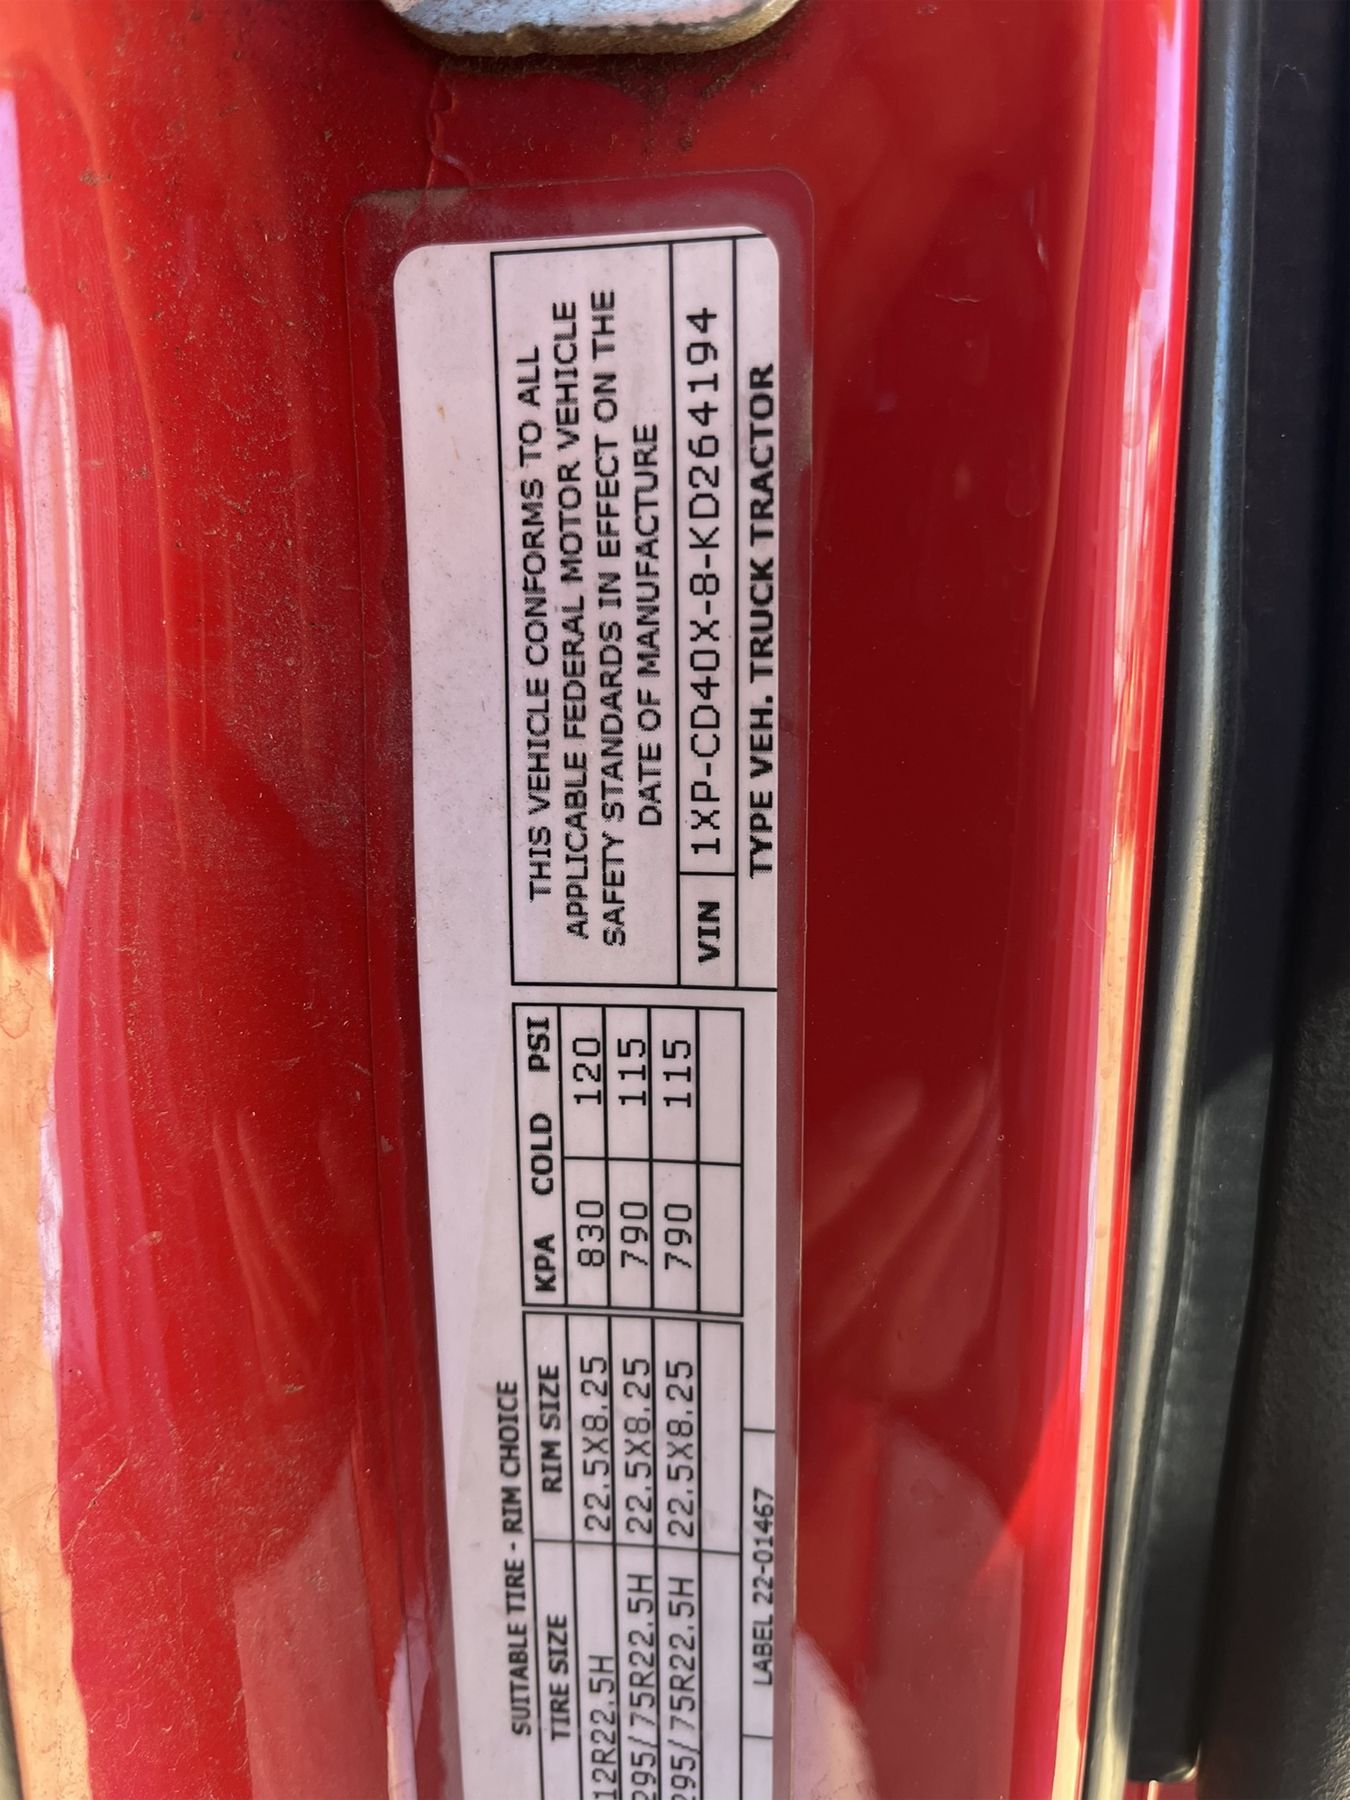 SUITABLE TIRE - RIM CHOICE
TIRE SIZE RIM SIZE KPA COLD PSI
12R22.5H 22.5X8.25 830 120
295/75R22.5H 22.5X8.25 790 115
295/75R22.5H 22.5X8.25 790 115
LABEL 22-01467
THIS VEHICLE CONFORMS TO ALL
APPLICABLE FEDERAL MOTOR VEHICLE
SAFETY STANDARDS IN EFFECT ON THE
DATE OF MANUFACTURE
VIN 1XP-CD40X-8-KD264194
TYPE VEH. TRUCK TRACTOR